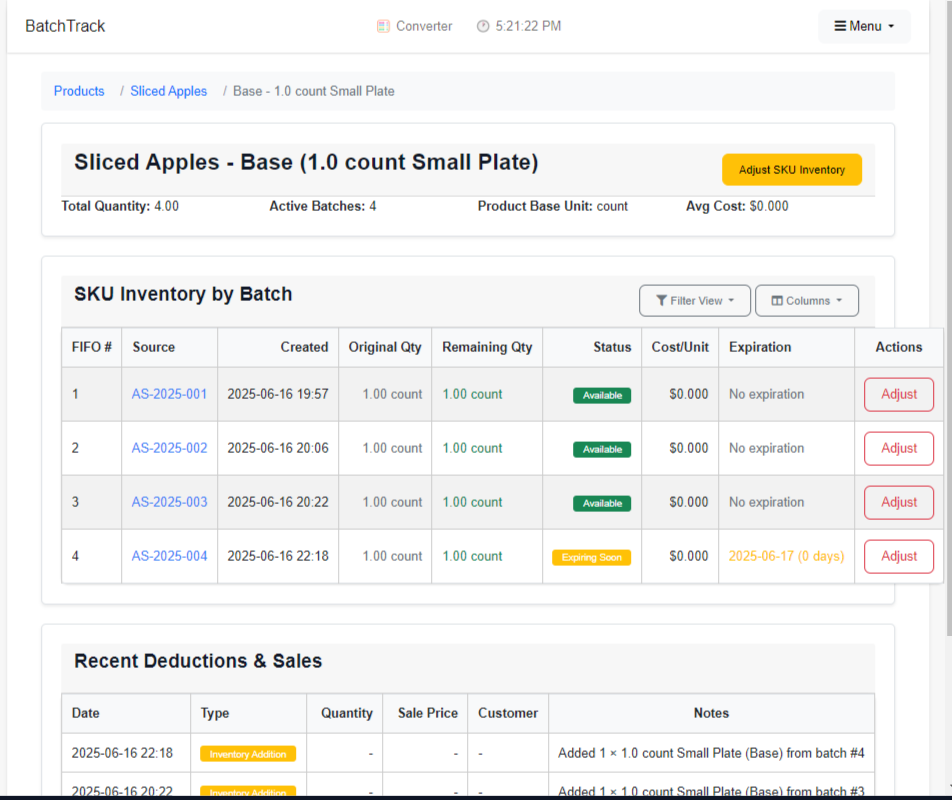 BatchTrack Converter 5:21:22 PM Menu
Products / Sliced Apples / Base - 1.0 count Small Plate
Sliced Apples - Base (1.0 count Small Plate)
Adjust SKU Inventory
Total Quantity: 4.00 Active Batches: 4 Product Base Unit: count Avg Cost: $0.000
SKU Inventory by Batch
Filter View Columns
FIFO # Source Created Original Qty Remaining Qty Status Cost/Unit Expiration Actions
1 AS-2025-001 2025-06-16 19:57 1.00 count 1.00 count Available $0.000 No expiration Adjust
2 AS-2025-002 2025-06-16 20:06 1.00 count 1.00 count Available $0.000 No expiration Adjust
3 AS-2025-003 2025-06-16 20:22 1.00 count 1.00 count Available $0.000 No expiration Adjust
4 AS-2025-004 2025-06-16 22:18 1.00 count 1.00 count Expiring Soon $0.000 2025-06-17 (0 days) Adjust
Recent Deductions & Sales
Date Type Quantity Sale Price Customer Notes
2025-06-16 22:18 Inventory Addition - - - Added 1 × 1.0 count Small Plate (Base) from batch #4
2025-06-16 20:22 Inventory Addition - - - Added 1 × 1.0 count Small Plate (Base) from batch #3